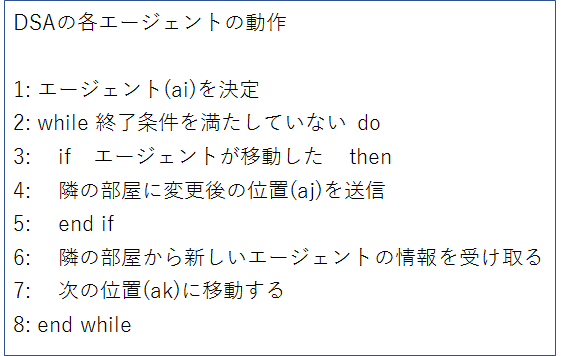 DSAの各エージェントの動作
1: エージェント(ai)を決定
2: while 終了条件を満たしていない do
3: if エージェントが移動した then
4: 隣の部屋に変更後の位置(aj)を送信
5: end if
6: 隣の部屋から新しいエージェントの情報を受け取る
7: 次の位置(ak)に移動する
8: end while